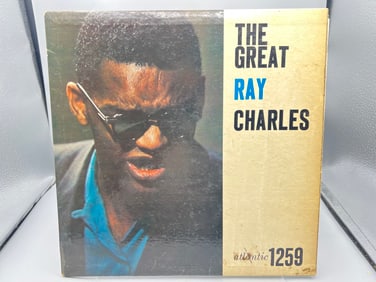 THE
GREAT
RAY
CHARLES
atlantic 1259